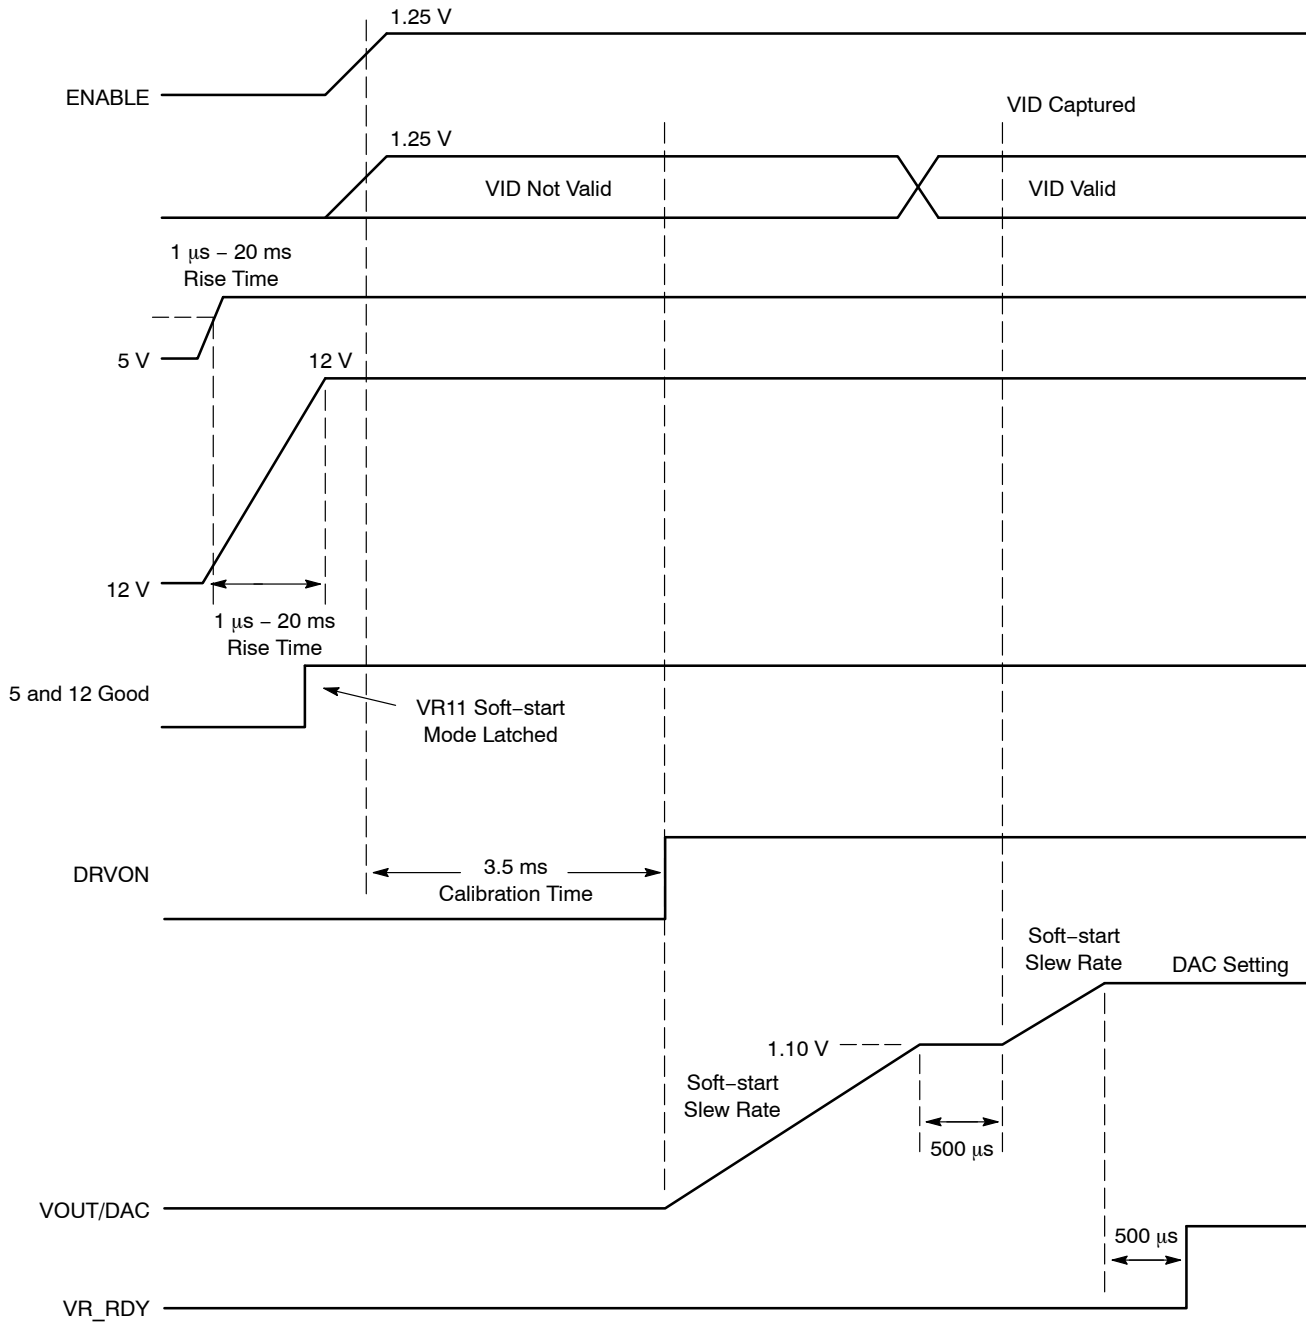 1.25 V
ENABLE
VID Captured
1.25 V
VID Not Valid
VID Valid
1 μs – 20 ms
Rise Time
5 V
12 V
12 V
1 μs – 20 ms
Rise Time
5 and 12 Good
VR11 Soft–start
Mode Latched
DRVON
3.5 ms
Calibration Time
Soft–start
Slew Rate
DAC Setting
1.10 V
Soft–start
Slew Rate
500 μs
VOUT/DAC
500 μs
VR_RDY